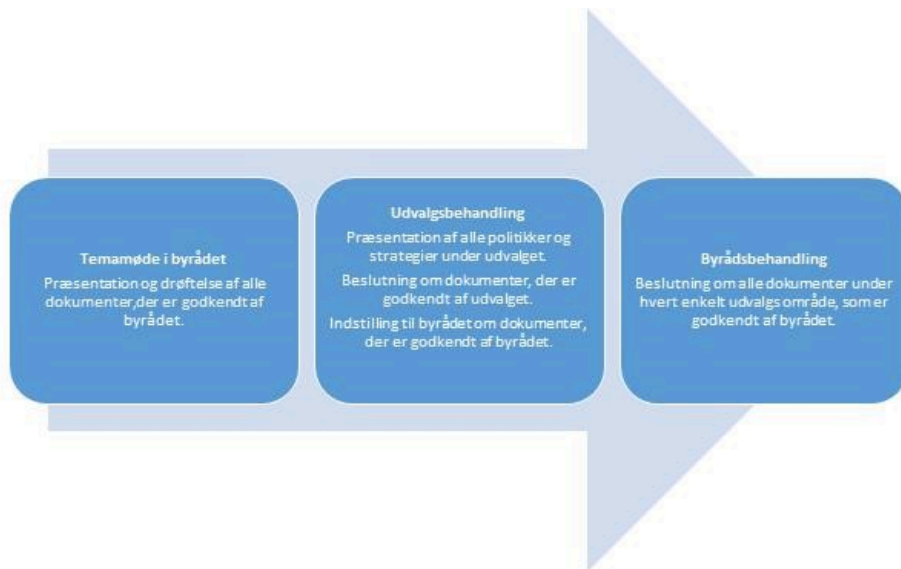 Temamøde i byrådet
Præsentation og drøftelse af alle
dokumenter,der er godkendt af
byrådet.
Udvalgsbehandling
Præsentation af alle politikker og
strategier under udvalget.
Beslutning om dokumenter, der er
godkendt af udvalget.
Indstilling til byrådet om dokumenter,
der er godkendt af byrådet.
Byrådsbehandling
Beslutning om alle dokumenter under
hvert enkelt udvalgsområde, som er
godkendt af byrådet.